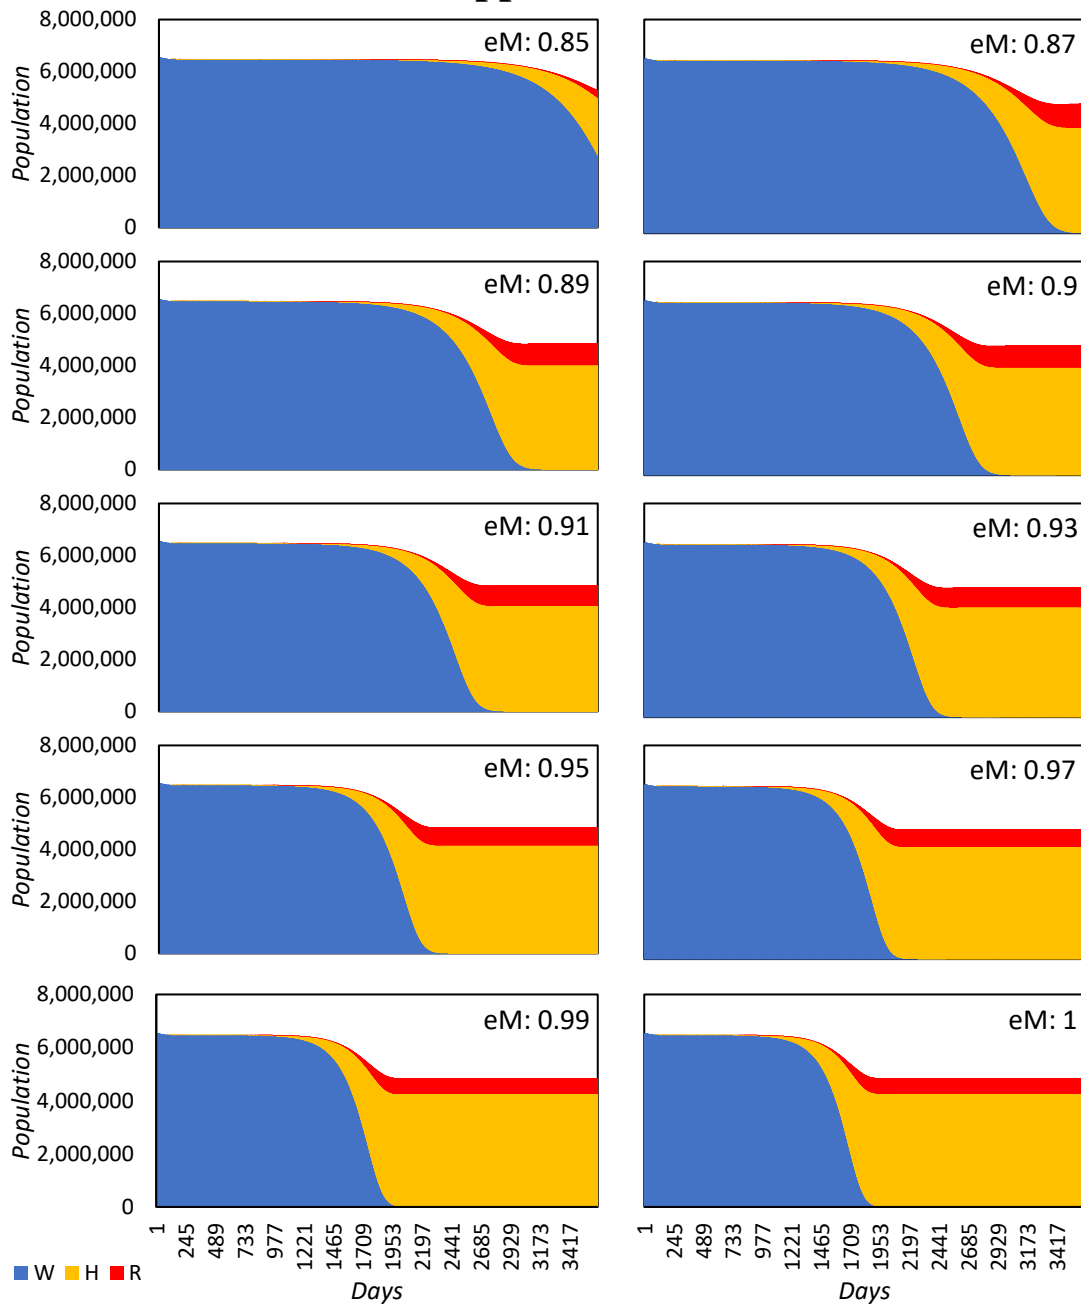 8,000,000
6,000,000
4,000,000
2,000,000
0
Population
eM: 0.85
eM: 0.87
8,000,000
6,000,000
4,000,000
2,000,000
0
Population
eM: 0.89
eM: 0.9
8,000,000
6,000,000
4,000,000
2,000,000
0
Population
eM: 0.91
eM: 0.93
8,000,000
6,000,000
4,000,000
2,000,000
0
Population
eM: 0.95
eM: 0.97
8,000,000
6,000,000
4,000,000
2,000,000
0
Population
eM: 0.99
eM: 1
1 245 489 733 977 1221 1465 1709 1953 2197 2441 2685 2929 3173 3417
1 245 489 733 977 1221 1465 1709 1953 2197 2441 2685 2929 3173 3417
W H R
Days
Days